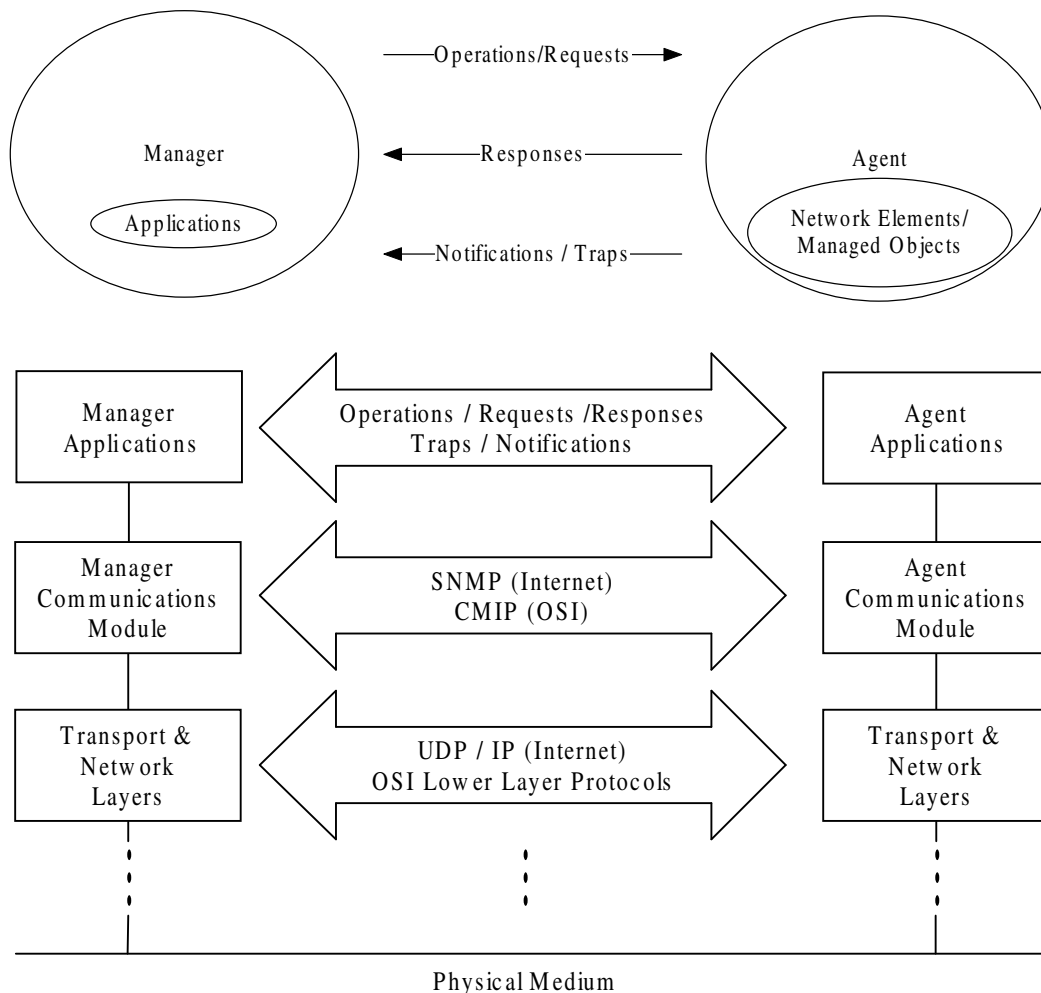 Operations/Requests
Manager
Responses
Agent
Applications
Network Elements/
Managed Objects
Notifications / Traps
Manager
Applications
Operations / Requests /Responses
Traps / Notifications
Agent
Applications
Manager
Communications
Module
SNMP (Internet)
CMIP (OSI)
Agent
Communications
Module
Transport &
Network
Layers
UDP / IP (Internet)
OSI Lower Layer Protocols
Transport &
Network
Layers
Physical Medium